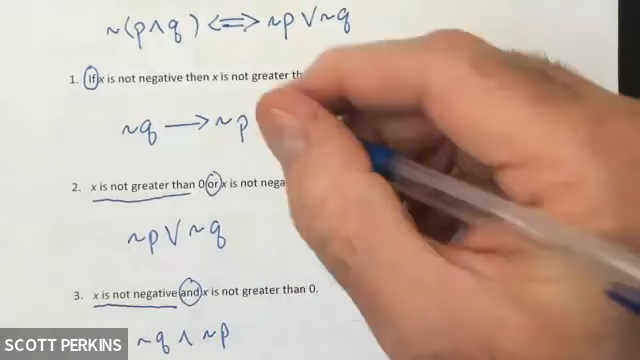 ~(p∧q) <=> ~p ∨ ~q
1. If x is not negative then x is not greater th
~q → ~p
2. x is not greater than 0 or x is not nega
~p ∨ ~q
3. x is not negative and x is not greater than 0.
~q ∧ ~p
SCOTT PERKINS